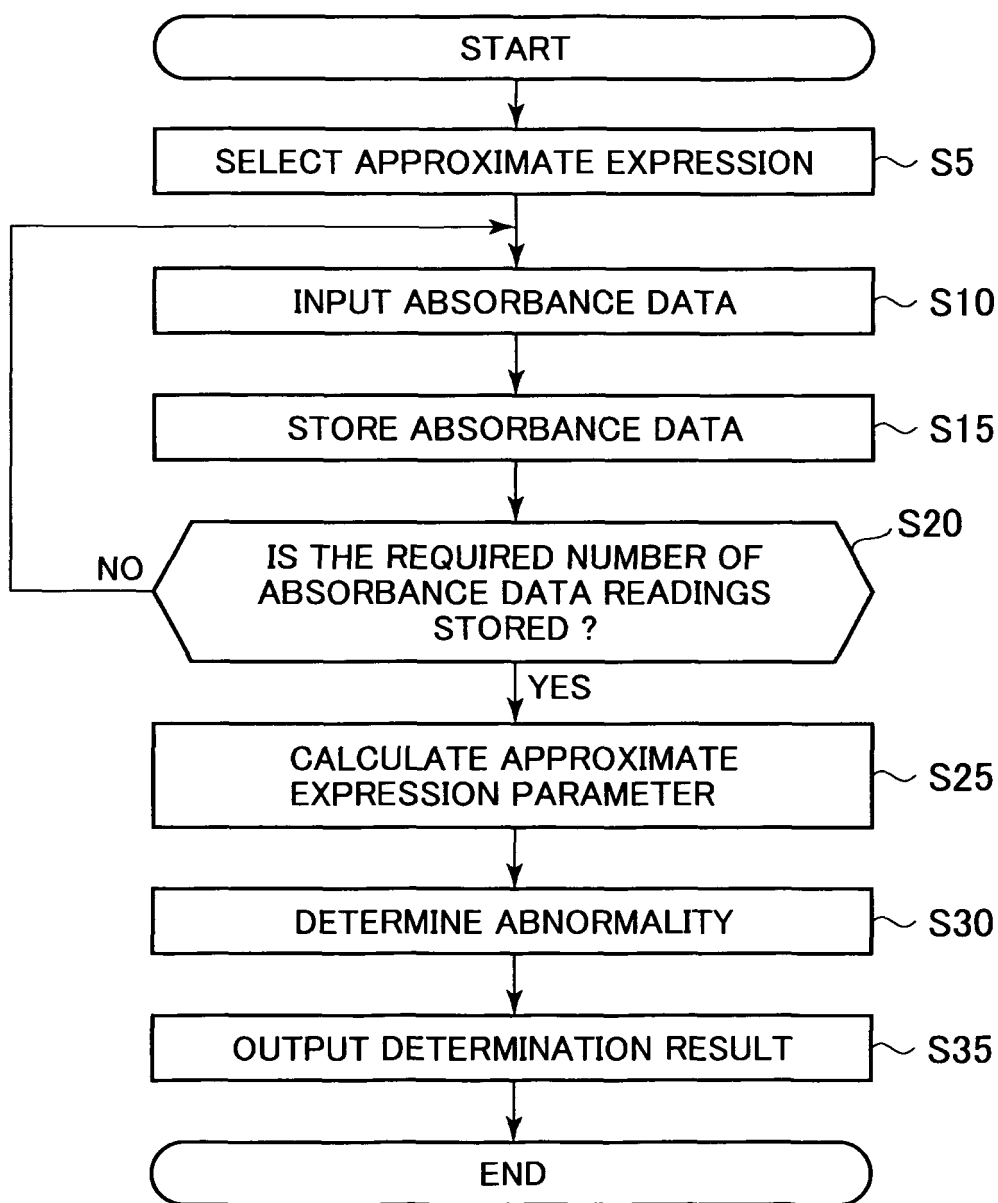 START
SELECT APPROXIMATE EXPRESSION
S5
INPUT ABSORBANCE DATA
S10
STORE ABSORBANCE DATA
S15
S20
IS THE REQUIRED NUMBER OF
ABSORBANCE DATA READINGS
STORED ?
NO
YES
CALCULATE APPROXIMATE
EXPRESSION PARAMETER
S25
DETERMINE ABNORMALITY
S30
OUTPUT DETERMINATION RESULT
S35
END